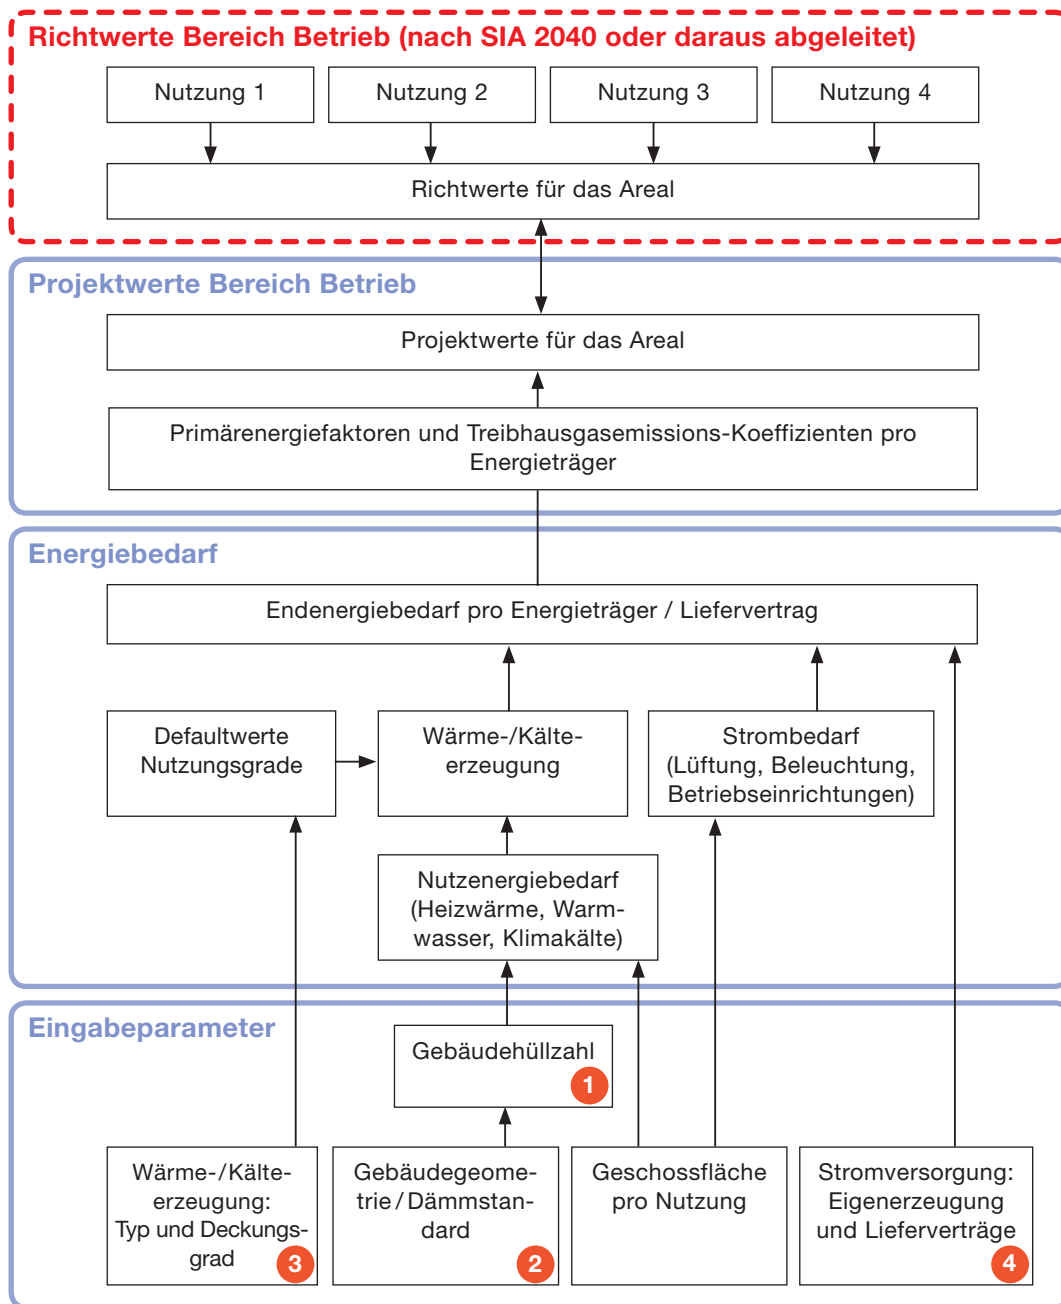 Richtwerte Bereich Betrieb (nach SIA 2040 oder daraus abgeleitet)
Nutzung 1
Nutzung 2
Nutzung 3
Nutzung 4
Richtwerte für das Areal
Projektwerte Bereich Betrieb
Projektwerte für das Areal
Primärenergiefaktoren und Treibhausgasemissions-Koeffizienten pro
Energieträger
Energiebedarf
Endenergiebedarf pro Energieträger / Liefervertrag
Defaultwerte
Nutzungsgrade
Wärme-/Kälte-
erzeugung
Strombedarf
(Lüftung, Beleuchtung,
Betriebseinrichtungen)
Nutzenergiebedarf
(Heizwärme, Warm-
wasser, Klimakälte)
Eingabeparameter
Gebäudehüllzahl
1
Wärme-/Kälte-
erzeugung:
Typ und Deckungs-
grad
3
Gebäudegeome-
trie/Dämmstan-
dard
2
Geschossfläche
pro Nutzung
Stromversorgung:
Eigenerzeugung
und Lieferverträge
4